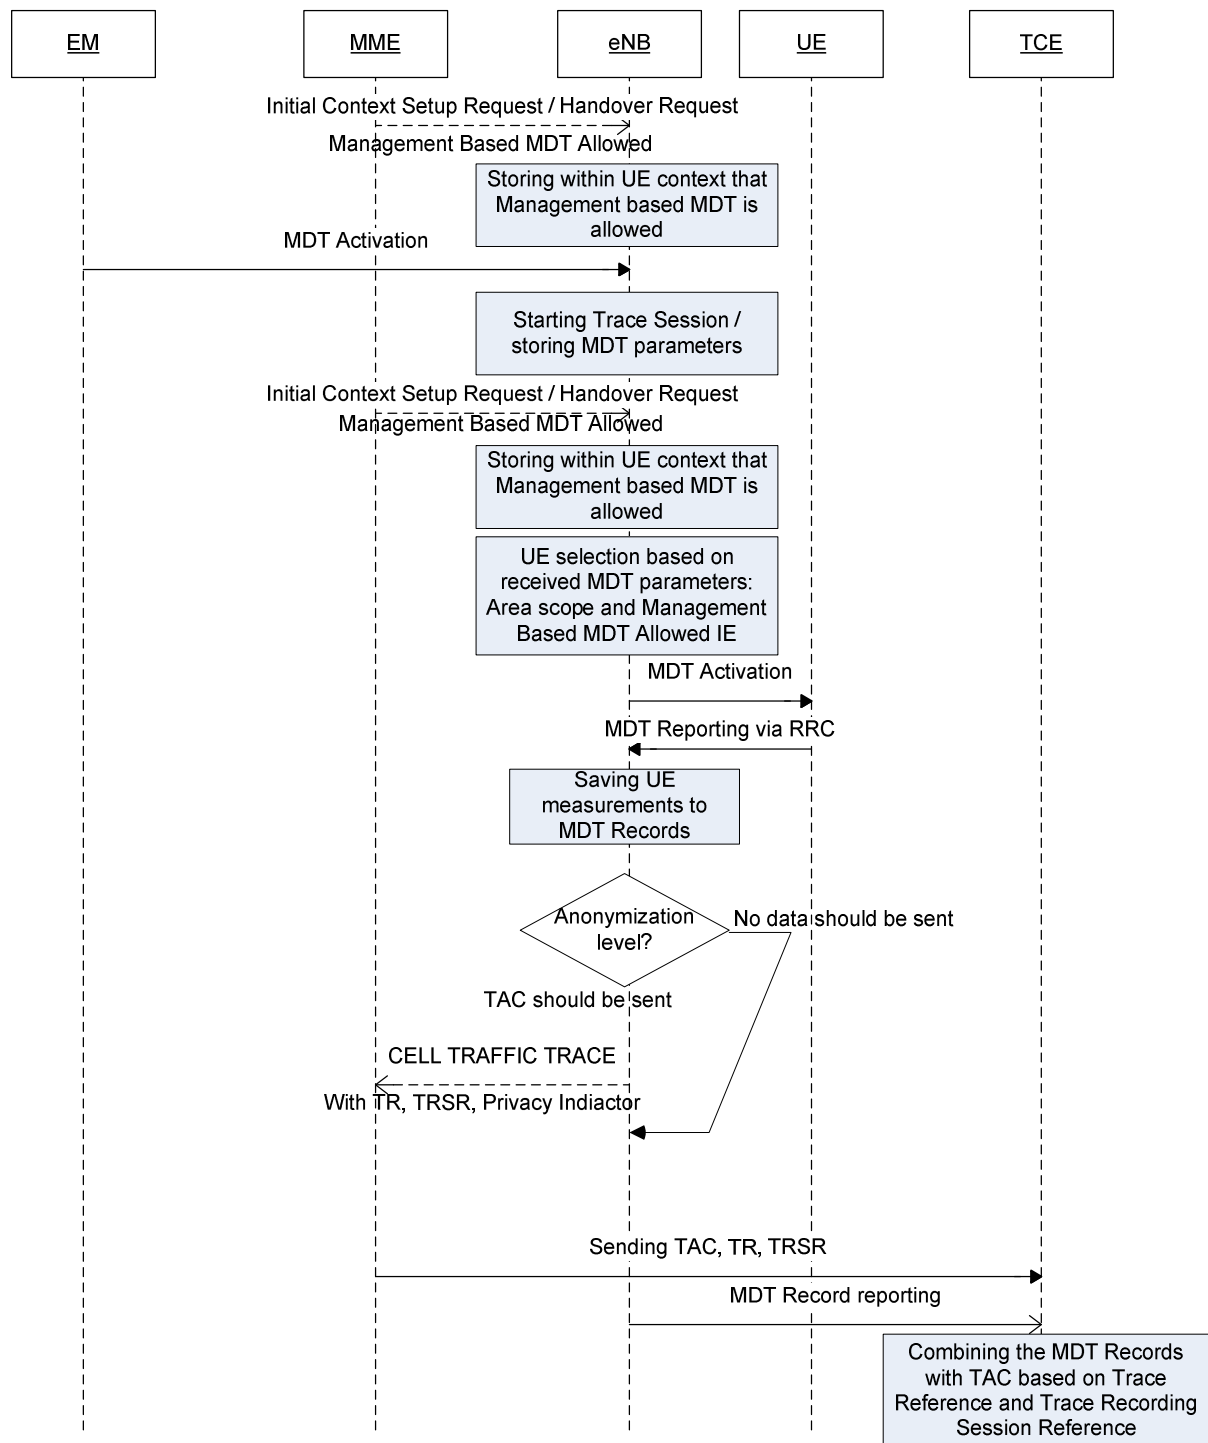 EM
MME
eNB
UE
TCE
Initial Context Setup Request / Handover Request
Management Based MDT Allowed
Storing within UE context that
Management based MDT is
allowed
MDT Activation
Starting Trace Session /
storing MDT parameters
Initial Context Setup Request / Handover Request
Management Based MDT Allowed
Storing within UE context that
Management based MDT is
allowed
UE selection based on
received MDT parameters:
Area scope and Management
Based MDT Allowed IE
MDT Activation
MDT Reporting via RRC
Saving UE
measurements to
MDT Records
Anonymization
level?
No data should be sent
TAC should be sent
CELL TRAFFIC TRACE
With TR, TRSR, Privacy Indiactor
Sending TAC, TR, TRSR
MDT Record reporting
Combining the MDT Records
with TAC based on Trace
Reference and Trace Recording
Session Reference